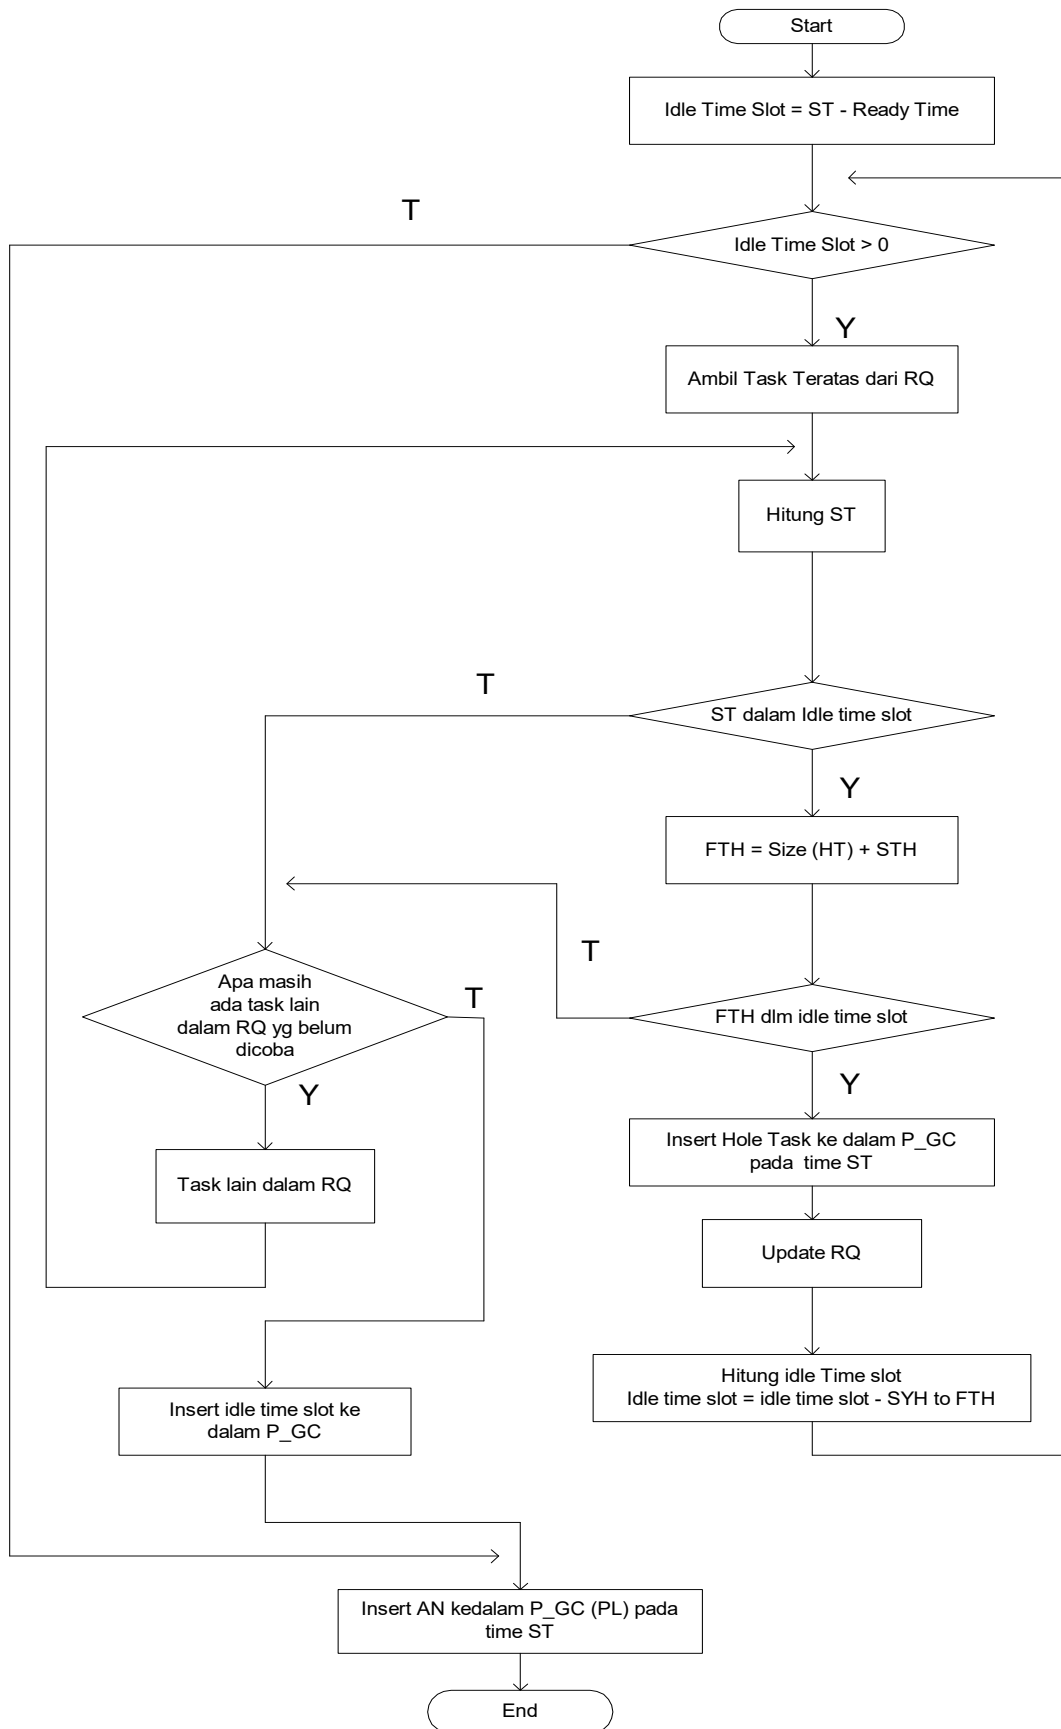 Start
Idle Time Slot = ST - Ready Time
T
Idle Time Slot > 0
Y
Ambil Task Teratas dari RQ
Hitung ST
T
ST dalam Idle time slot
Y
FTH = Size (HT) + STH
T
Apa masih
ada task lain
dalam RQ yg belum
dicoba
T
FTH dlm idle time slot
Y
Y
Insert Hole Task ke dalam P_GC
pada time ST
Task lain dalam RQ
Update RQ
Hitung idle Time slot
Idle time slot = idle time slot - SYH to FTH
Insert idle time slot ke
dalam P_GC
Insert AN kedalam P_GC (PL) pada
time ST
End